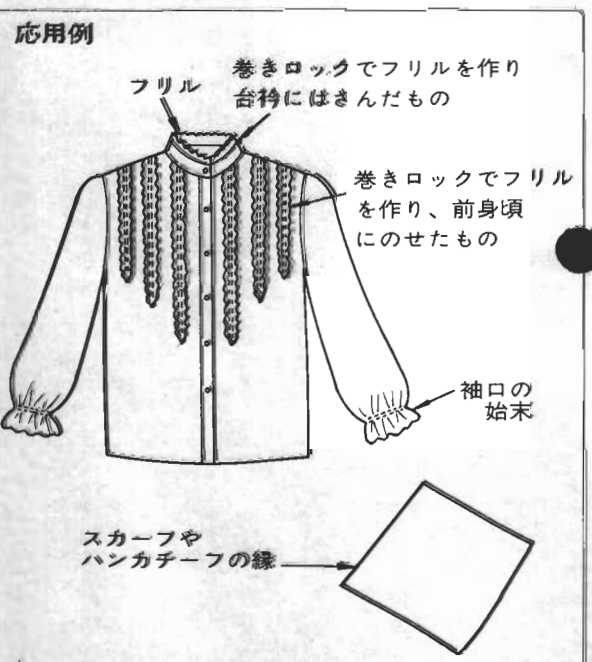 応用例
フリル
巻きロックでフリルを作り
台衿にはさんだもの
巻きロックでフリル
を作り、前身頃
にのせたもの
袖口の
始末
スカーフや
ハンカチーフの縁